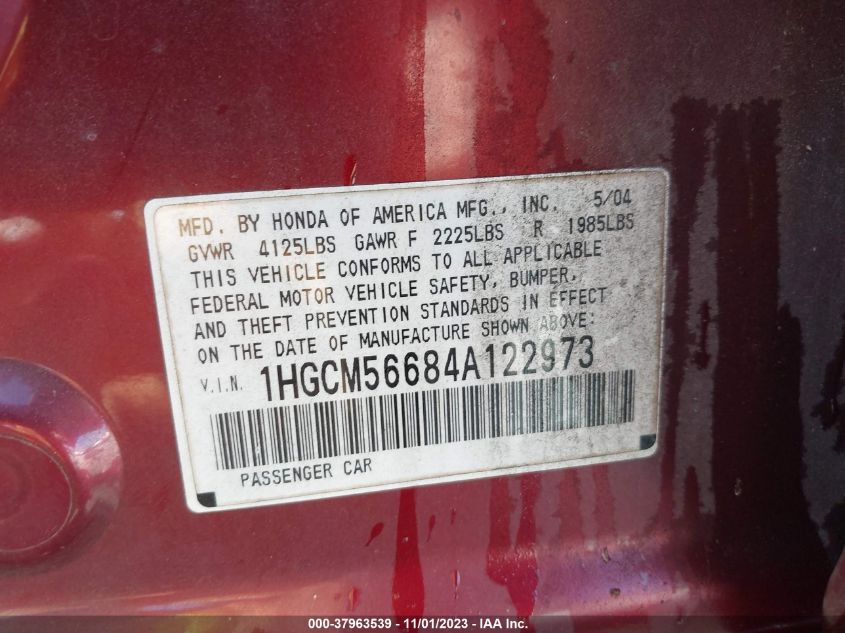 MFD. BY HONDA OF AMERICA MFG., INC. 5/04
GVWR 4125LBS GAWR F 2225LBS R 1985LBS
THIS VEHICLE CONFORMS TO ALL APPLICABLE
FEDERAL MOTOR VEHICLE SAFETY, BUMPER,
AND THEFT PREVENTION STANDARDS IN EFFECT
ON THE DATE OF MANUFACTURE SHOWN ABOVE:
V.I.N. 1HGCM56684A122973
PASSENGER CAR
000-37963539 - 11/01/2023 - IAA Inc.